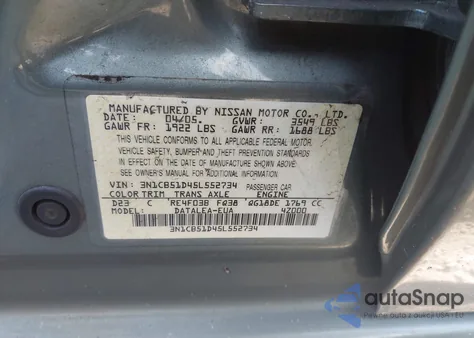 MANUFACTURED BY NISSAN MOTOR CO., LTD.
DATE: 04/05. GVWR: 3549 LBS
GAWR FR: 1922 LBS GAWR RR: 1688 LBS
THIS VEHICLE CONFORMS TO ALL APPLICABLE FEDERAL MOTOR
VEHICLE SAFETY, BUMPER AND THEFT PREVENTION STANDARDS
IN EFFECT ON THE DATE OF MANUFACTURE SHOWN ABOVE.
SEE OWNER'S MANUAL FOR ADDITIONAL INFORMATION.
VIN: 3N1CB51D45L552734 PASSENGER CAR
COLOR TRIM TRANS AXLE ENGINE
D23 C RE4F03B FQ38 QG18DE 1769 CC
MODEL: DATALEA-EUA 4Z000
3N1CB51D45L552734
autoSnap